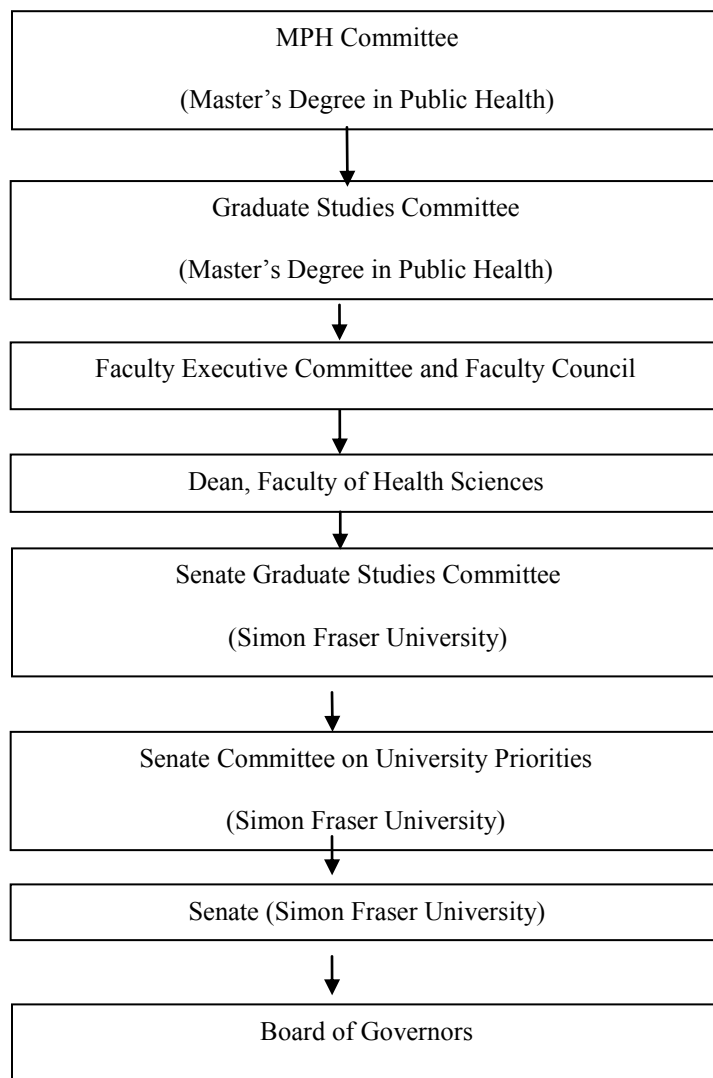 MPH Committee
(Master’s Degree in Public Health)
Graduate Studies Committee
(Master’s Degree in Public Health)
Faculty Executive Committee and Faculty Council
Dean, Faculty of Health Sciences
Senate Graduate Studies Committee
(Simon Fraser University)
Senate Committee on University Priorities
(Simon Fraser University)
Senate (Simon Fraser University)
Board of Governors